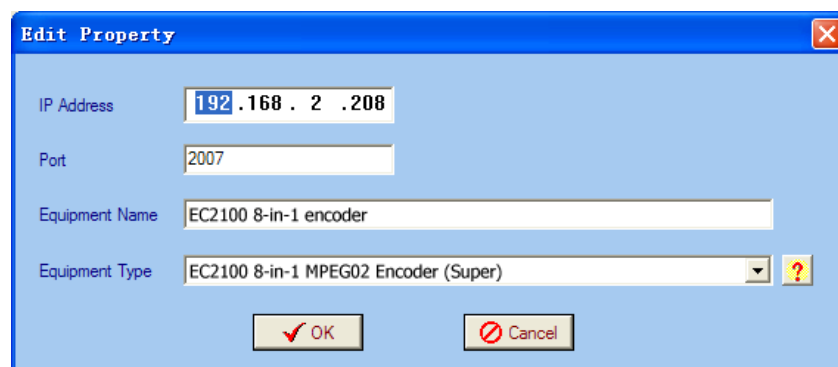 Edit Property
IP Address 192 .168 . 2 .208
Port 2007
Equipment Name EC2100 8-in-1 encoder
Equipment Type EC2100 8-in-1 MPEG02 Encoder (Super) ?
OK Cancel